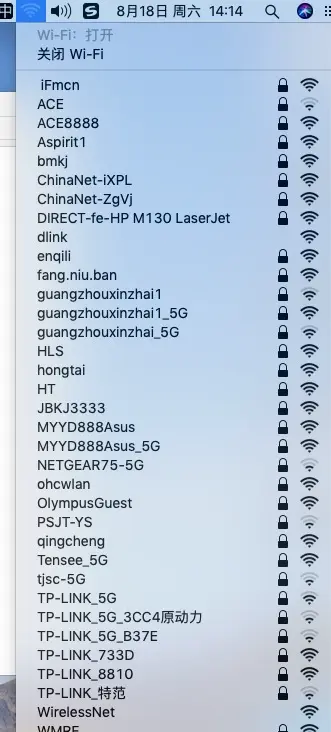 中 S 8月18日 周六 14:14
Wi-Fi：打开
关闭 Wi-Fi
iFmcn
ACE
ACE8888
Aspirit1
bmkj
ChinaNet-iXPL
ChinaNet-ZgVj
DIRECT-fe-HP M130 LaserJet
dlink
enqili
fang.niu.ban
guangzhouxinzhai1
guangzhouxinzhai1_5G
guangzhouxinzhai_5G
HLS
hongtai
HT
JBKJ3333
MYYD888Asus
MYYD888Asus_5G
NETGEAR75-5G
ohcwlan
OlympusGuest
PSJT-YS
qingcheng
Tensee_5G
tjsc-5G
TP-LINK_5G
TP-LINK_5G_3CC4原动力
TP-LINK_5G_B37E
TP-LINK_733D
TP-LINK_8810
TP-LINK_特范
WirelessNet